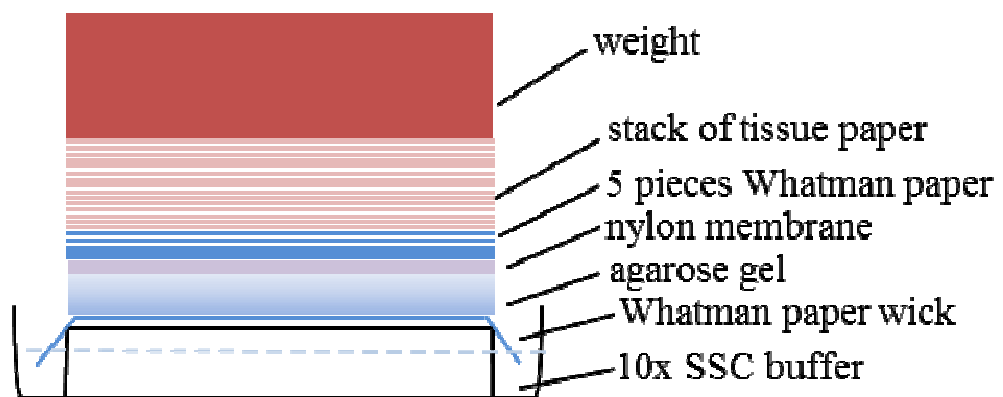 weight
stack of tissue paper
5 pieces Whatman paper
nylon membrane
agarose gel
Whatman paper wick
10x SSC buffer